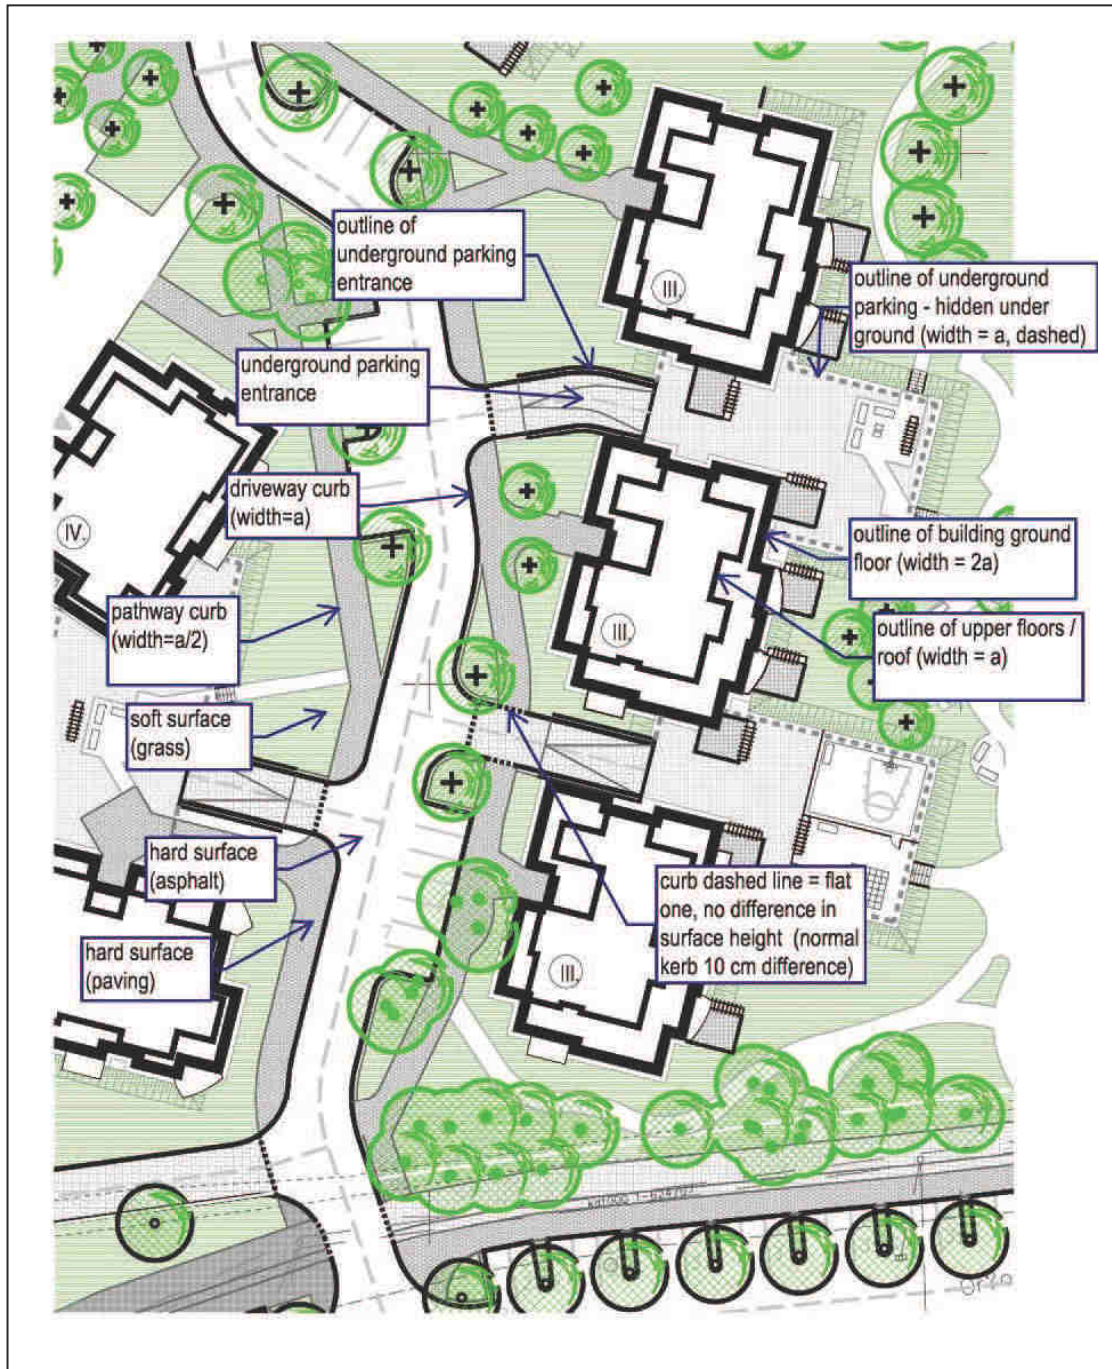 outline of
underground parking
entrance
III.
outline of underground
parking - hidden under
ground (width = a, dashed)
underground parking
entrance
driveway curb
(width=a)
IV.
outline of building ground
floor (width = 2a)
pathway curb
(width=a/2)
III.
outline of upper floors /
roof (width = a)
soft surface
(grass)
hard surface
(asphalt)
curb dashed line = flat
one, no difference in
surface height (normal
kerb 10 cm difference)
hard surface
(paving)
III.